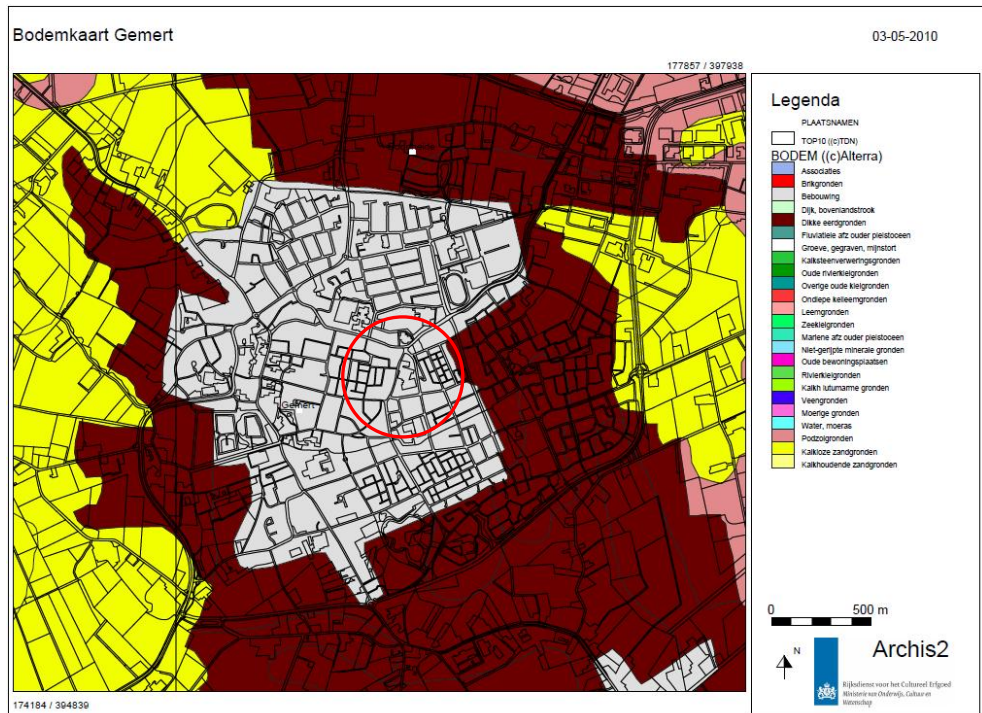 Bodemkaart Gemert
03-05-2010
177857 / 397938
Gemert
174184 / 394839
Legenda
PLAATSNAMEN
TOP10 ((c)TDN)
BODEM ((c)Alterra)
Associaties
Brikgronden
Bebouwing
Dijk, bovenlandstrook
Dikke eerdgronden
Fluviatiele afz ouder pleistoceen
Groeve, gegraven, mijnstort
Kalksteenverweringsgronden
Oude rivierkleigronden
Overige oude kleigronden
Ondiepe keileemgronden
Leemgronden
Zeekleigronden
Mariene afz ouder pleistoceen
Niet-gerijpte minerale gronden
Oude bewoningsplaatsen
Rivierkleigronden
Kalkh lutumarme gronden
Veengronden
Moerige gronden
Water, moeras
Podzolgronden
Kalkloze zandgronden
Kalkhoudende zandgronden
0 500 m
N
Archis2
Rijksdienst voor het Cultureel Erfgoed
Ministerie van Onderwijs, Cultuur en
Wetenschap